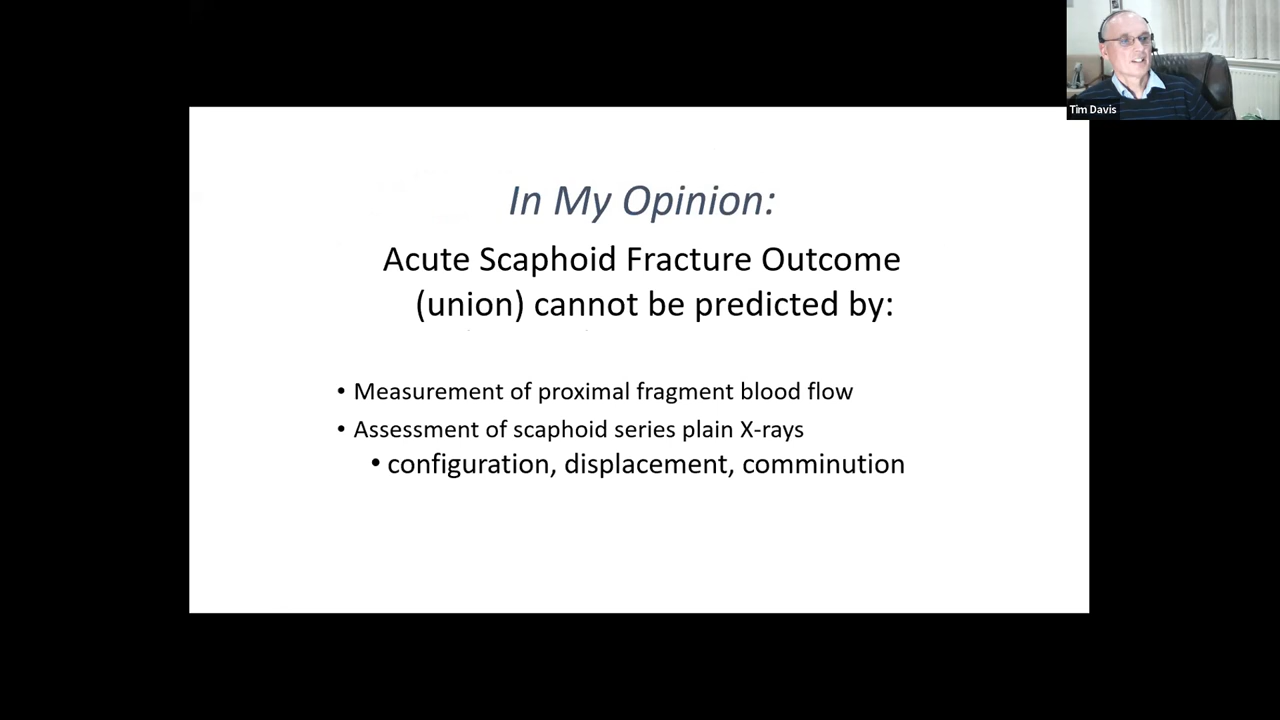 Tim Davis
In My Opinion:
Acute Scaphoid Fracture Outcome
(union) cannot be predicted by:
• Measurement of proximal fragment blood flow
• Assessment of scaphoid series plain X-rays
• configuration, displacement, comminution